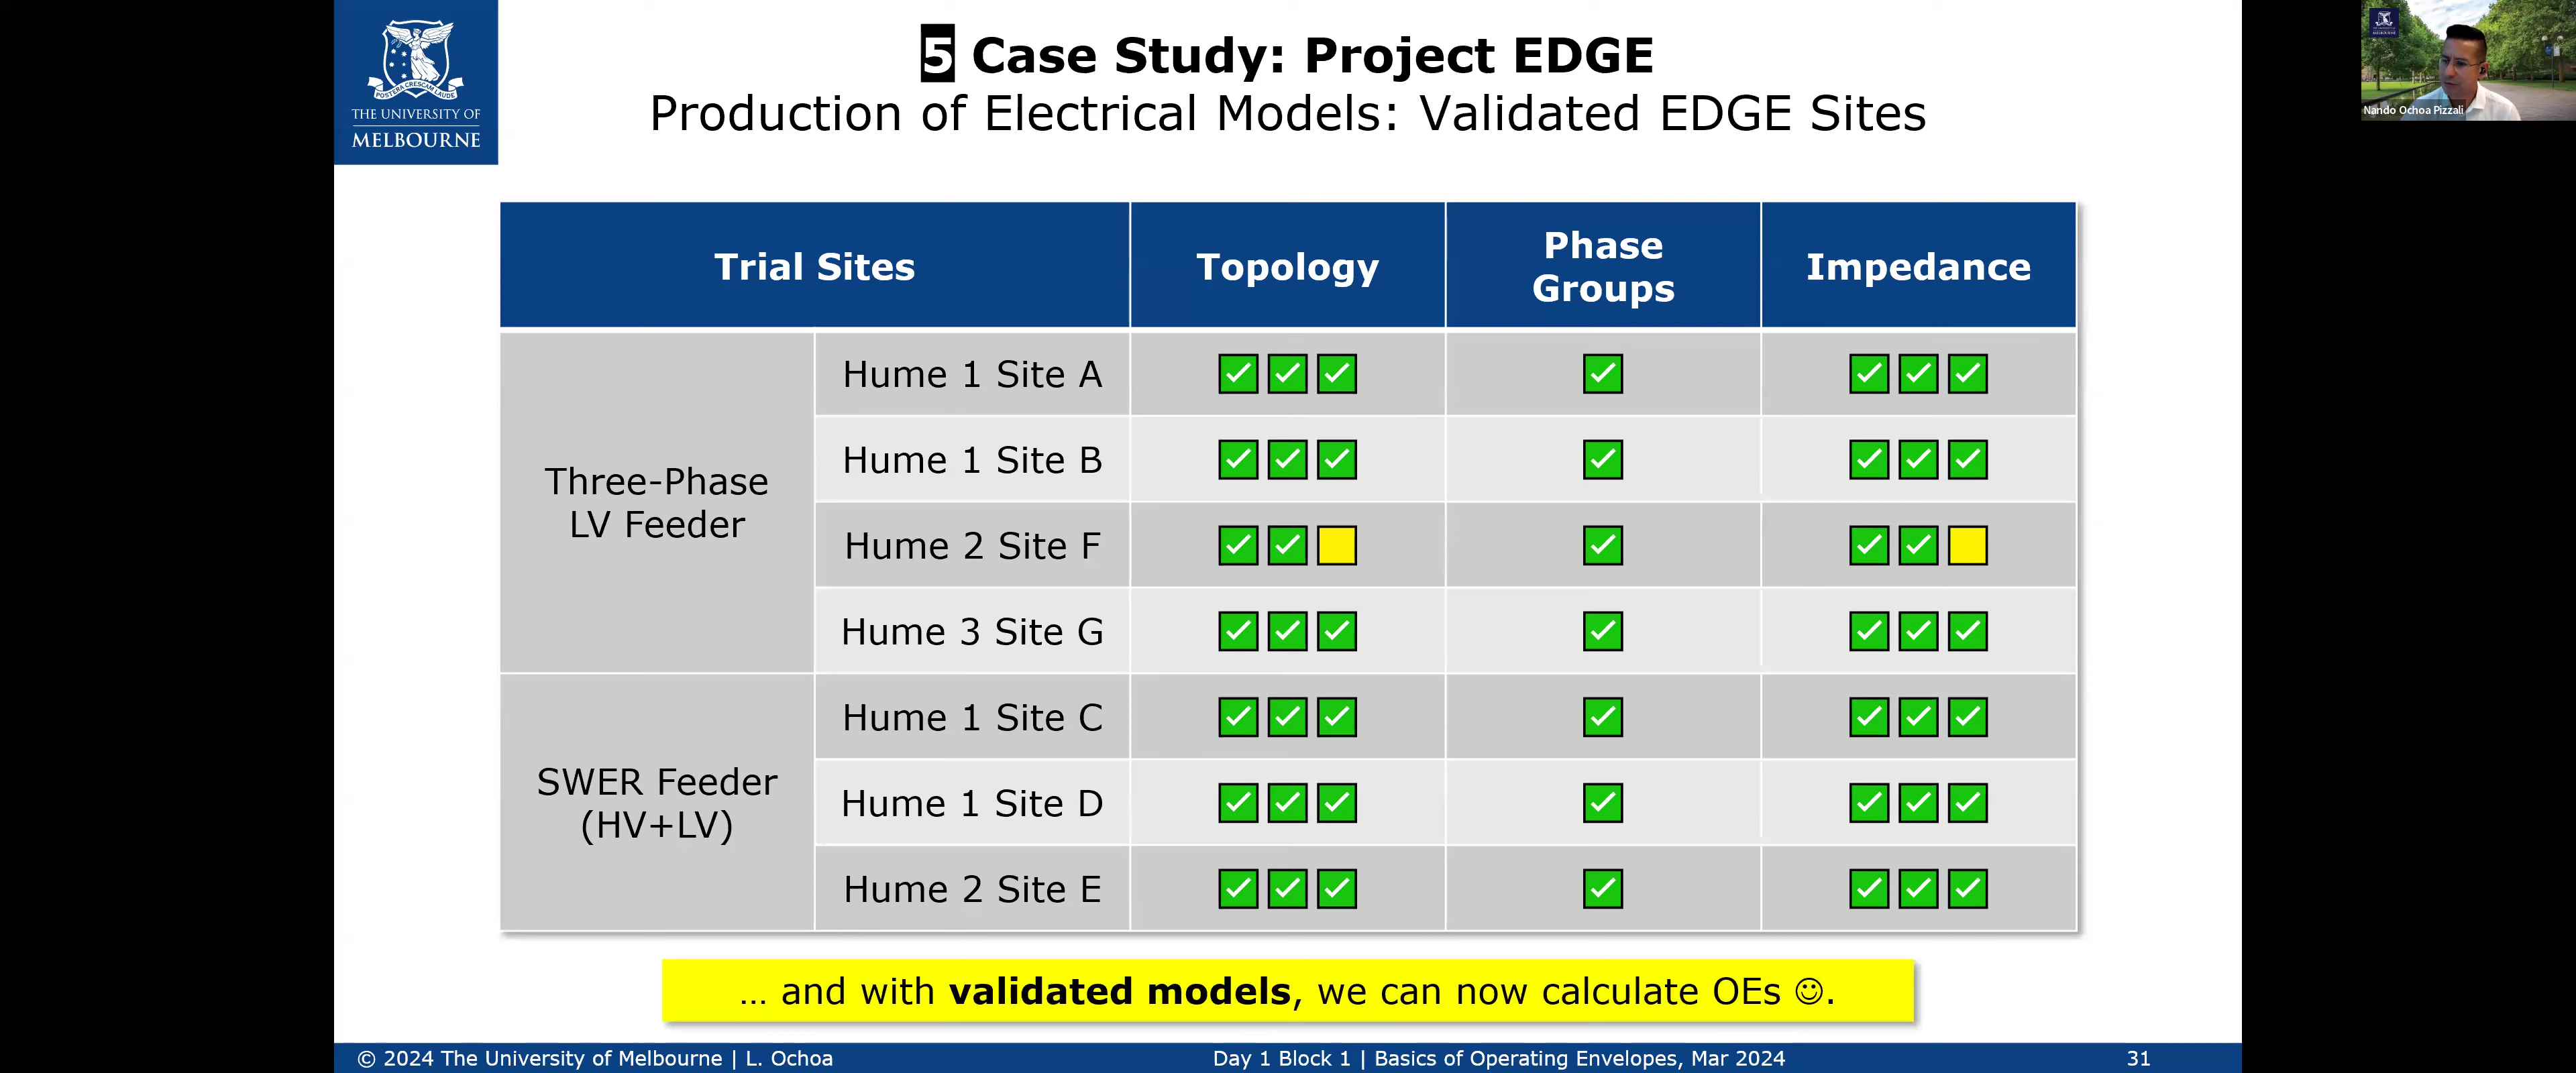 5 Case Study: Project EDGE
Production of Electrical Models: Validated EDGE Sites
POSTERA CRESCAM LAUDE
THE UNIVERSITY OF
MELBOURNE
Nando Ochoa Pizzali
Trial Sites
Topology
Phase
Groups
Impedance
Three-Phase
LV Feeder
Hume 1 Site A
Hume 1 Site B
Hume 2 Site F
Hume 3 Site G
SWER Feeder
(HV+LV)
Hume 1 Site C
Hume 1 Site D
Hume 2 Site E
... and with validated models, we can now calculate OEs ☺.
© 2024 The University of Melbourne | L. Ochoa
Day 1 Block 1 | Basics of Operating Envelopes, Mar 2024
31